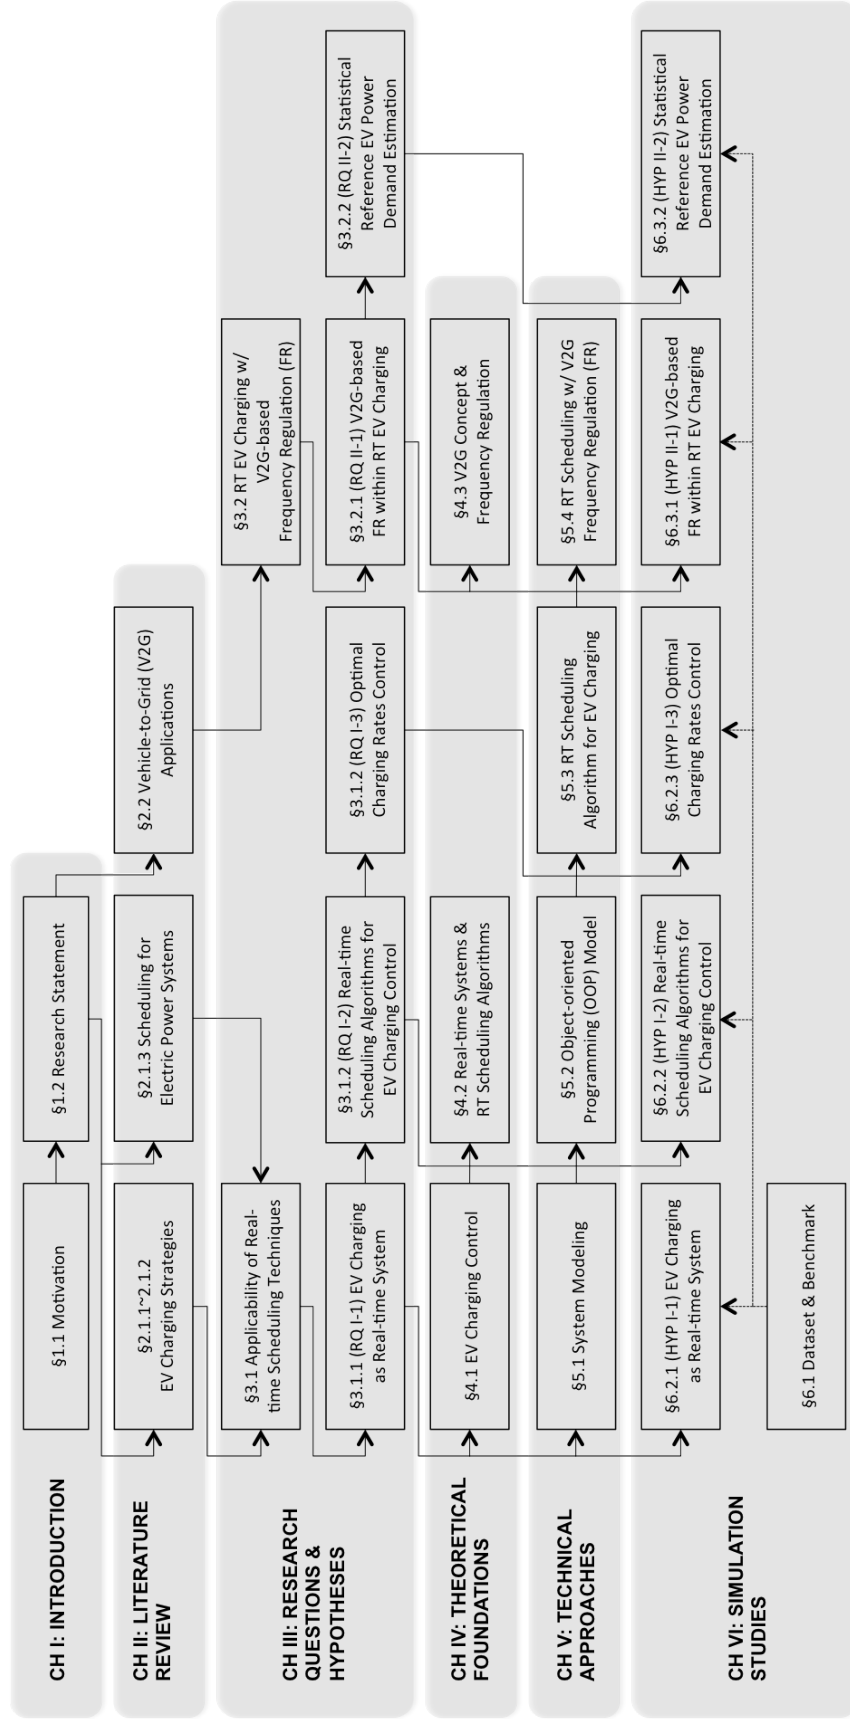 CH I: INTRODUCTION
§1.1 Motivation
§1.2 Research Statement
CH II: LITERATURE
REVIEW
§2.1.1~2.1.2
EV Charging Strategies
§2.1.3 Scheduling for
Electric Power Systems
§2.2 Vehicle-to-Grid (V2G)
Applications
CH III: RESEARCH
QUESTIONS &
HYPOTHESES
§3.1 Applicability of Real-
time Scheduling Techniques
§3.2 RT EV Charging w/
V2G-based
Frequency Regulation (FR)
§3.1.1 (RQ I-1) EV Charging
as Real-time System
§3.1.2 (RQ I-2) Real-time
Scheduling Algorithms for
EV Charging Control
§3.1.2 (RQ I-3) Optimal
Charging Rates Control
§3.2.1 (RQ II-1) V2G-based
FR within RT EV Charging
§3.2.2 (RQ II-2) Statistical
Reference EV Power
Demand Estimation
CH IV: THEORETICAL
FOUNDATIONS
§4.1 EV Charging Control
§4.2 Real-time Systems &
RT Scheduling Algorithms
§4.3 V2G Concept &
Frequency Regulation
CH V: TECHNICAL
APPROACHES
§5.1 System Modeling
§5.2 Object-oriented
Programming (OOP) Model
§5.3 RT Scheduling
Algorithm for EV Charging
§5.4 RT Scheduling w/ V2G
Frequency Regulation (FR)
CH VI: SIMULATION
STUDIES
§6.2.1 (HYP I-1) EV Charging
as Real-time System
§6.2.2 (HYP I-2) Real-time
Scheduling Algorithms for
EV Charging Control
§6.2.3 (HYP I-3) Optimal
Charging Rates Control
§6.3.1 (HYP II-1) V2G-based
FR within RT EV Charging
§6.3.2 (HYP II-2) Statistical
Reference EV Power
Demand Estimation
§6.1 Dataset & Benchmark